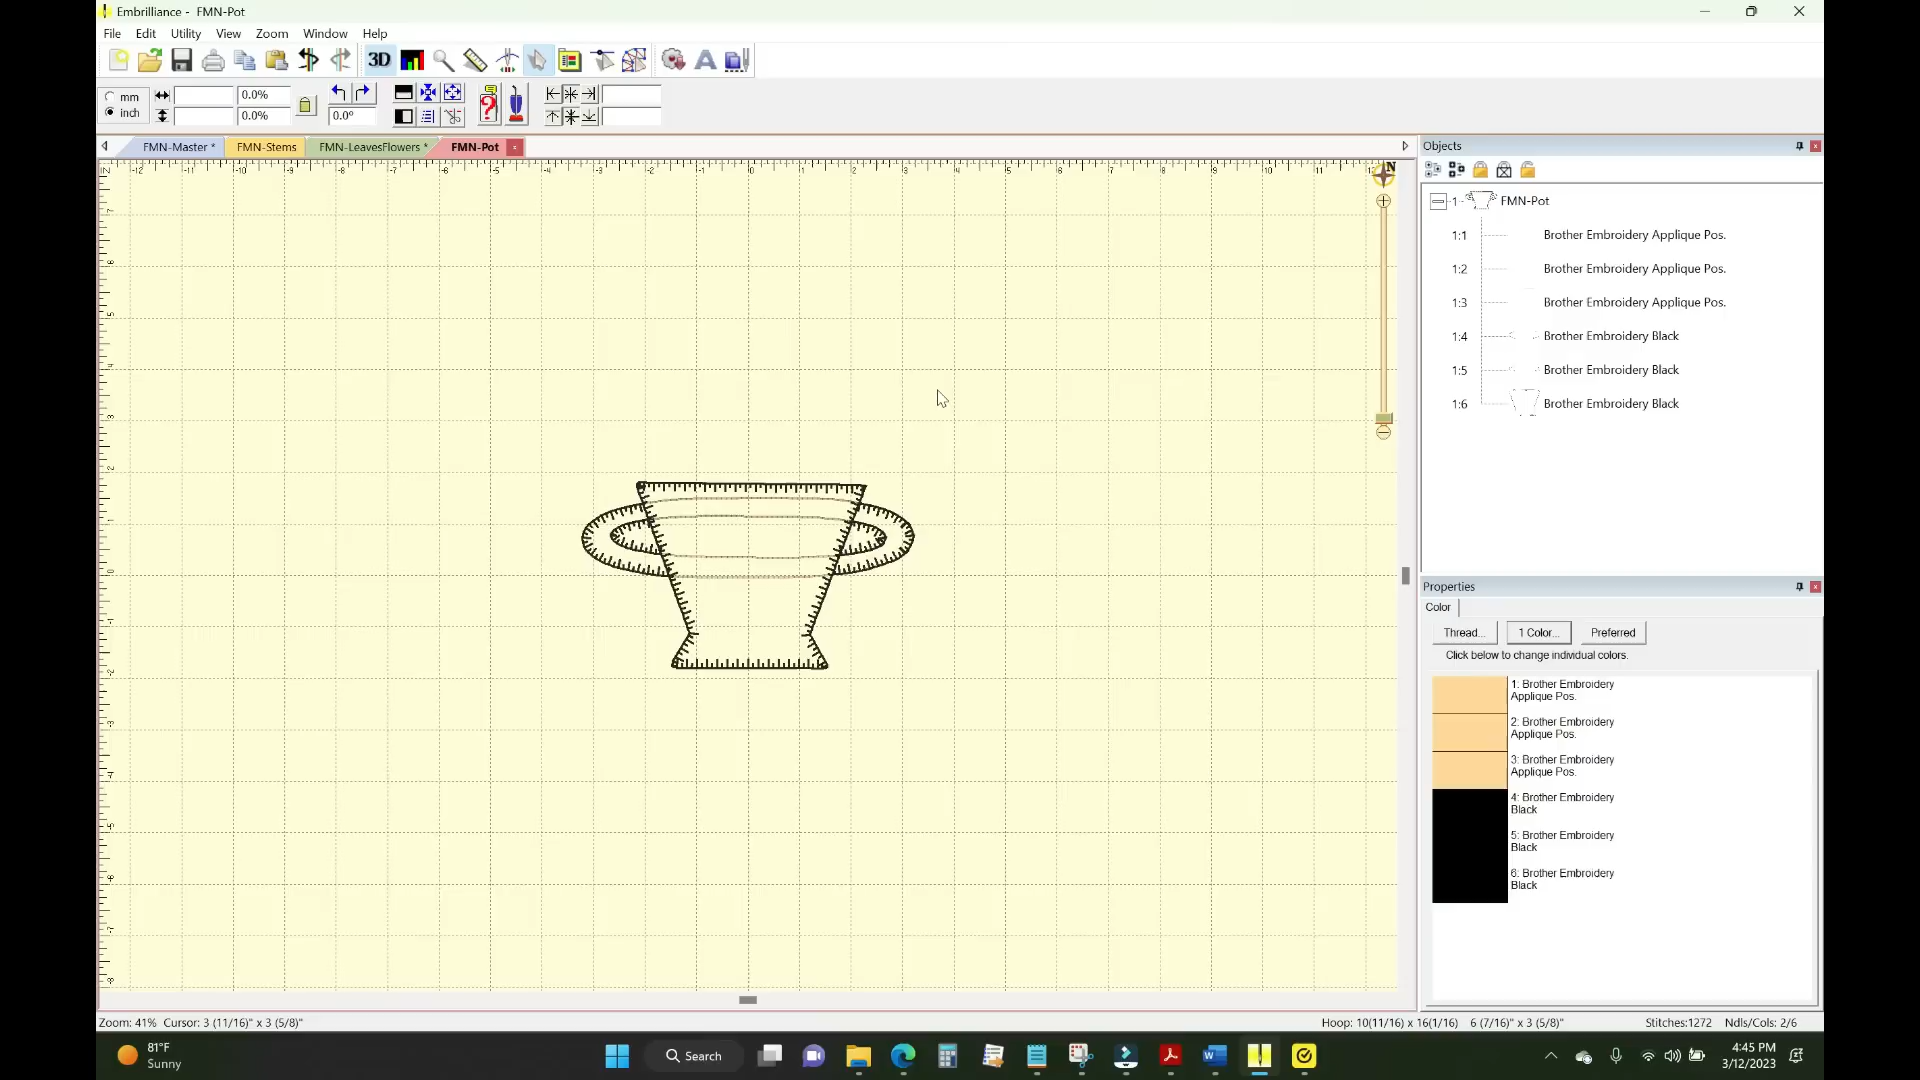 Embrilliance - FMN-Pot
File Edit Utility View Zoom Window Help
3D
mm 0.0%
inch 0.0% 0.0°
FMN-Master * FMN-Stems FMN-LeavesFlowers * FMN-Pot
N
Objects
1 FMN-Pot
1:1 Brother Embroidery Applique Pos.
1:2 Brother Embroidery Applique Pos.
1:3 Brother Embroidery Applique Pos.
1:4 Brother Embroidery Black
1:5 Brother Embroidery Black
1:6 Brother Embroidery Black
Properties
Color
Thread... 1 Color... Preferred
Click below to change individual colors.
1: Brother Embroidery
Applique Pos.
2: Brother Embroidery
Applique Pos.
3: Brother Embroidery
Applique Pos.
4: Brother Embroidery
Black
5: Brother Embroidery
Black
6: Brother Embroidery
Black
Zoom: 41% Cursor: 3 (11/16)" x 3 (5/8)" Hoop: 10(11/16) x 16(1/16) 6 (7/16)" x 3 (5/8)" Stitches:1272 Ndls/Cols: 2/6
81°F
Sunny
Search
4:45 PM
3/12/2023